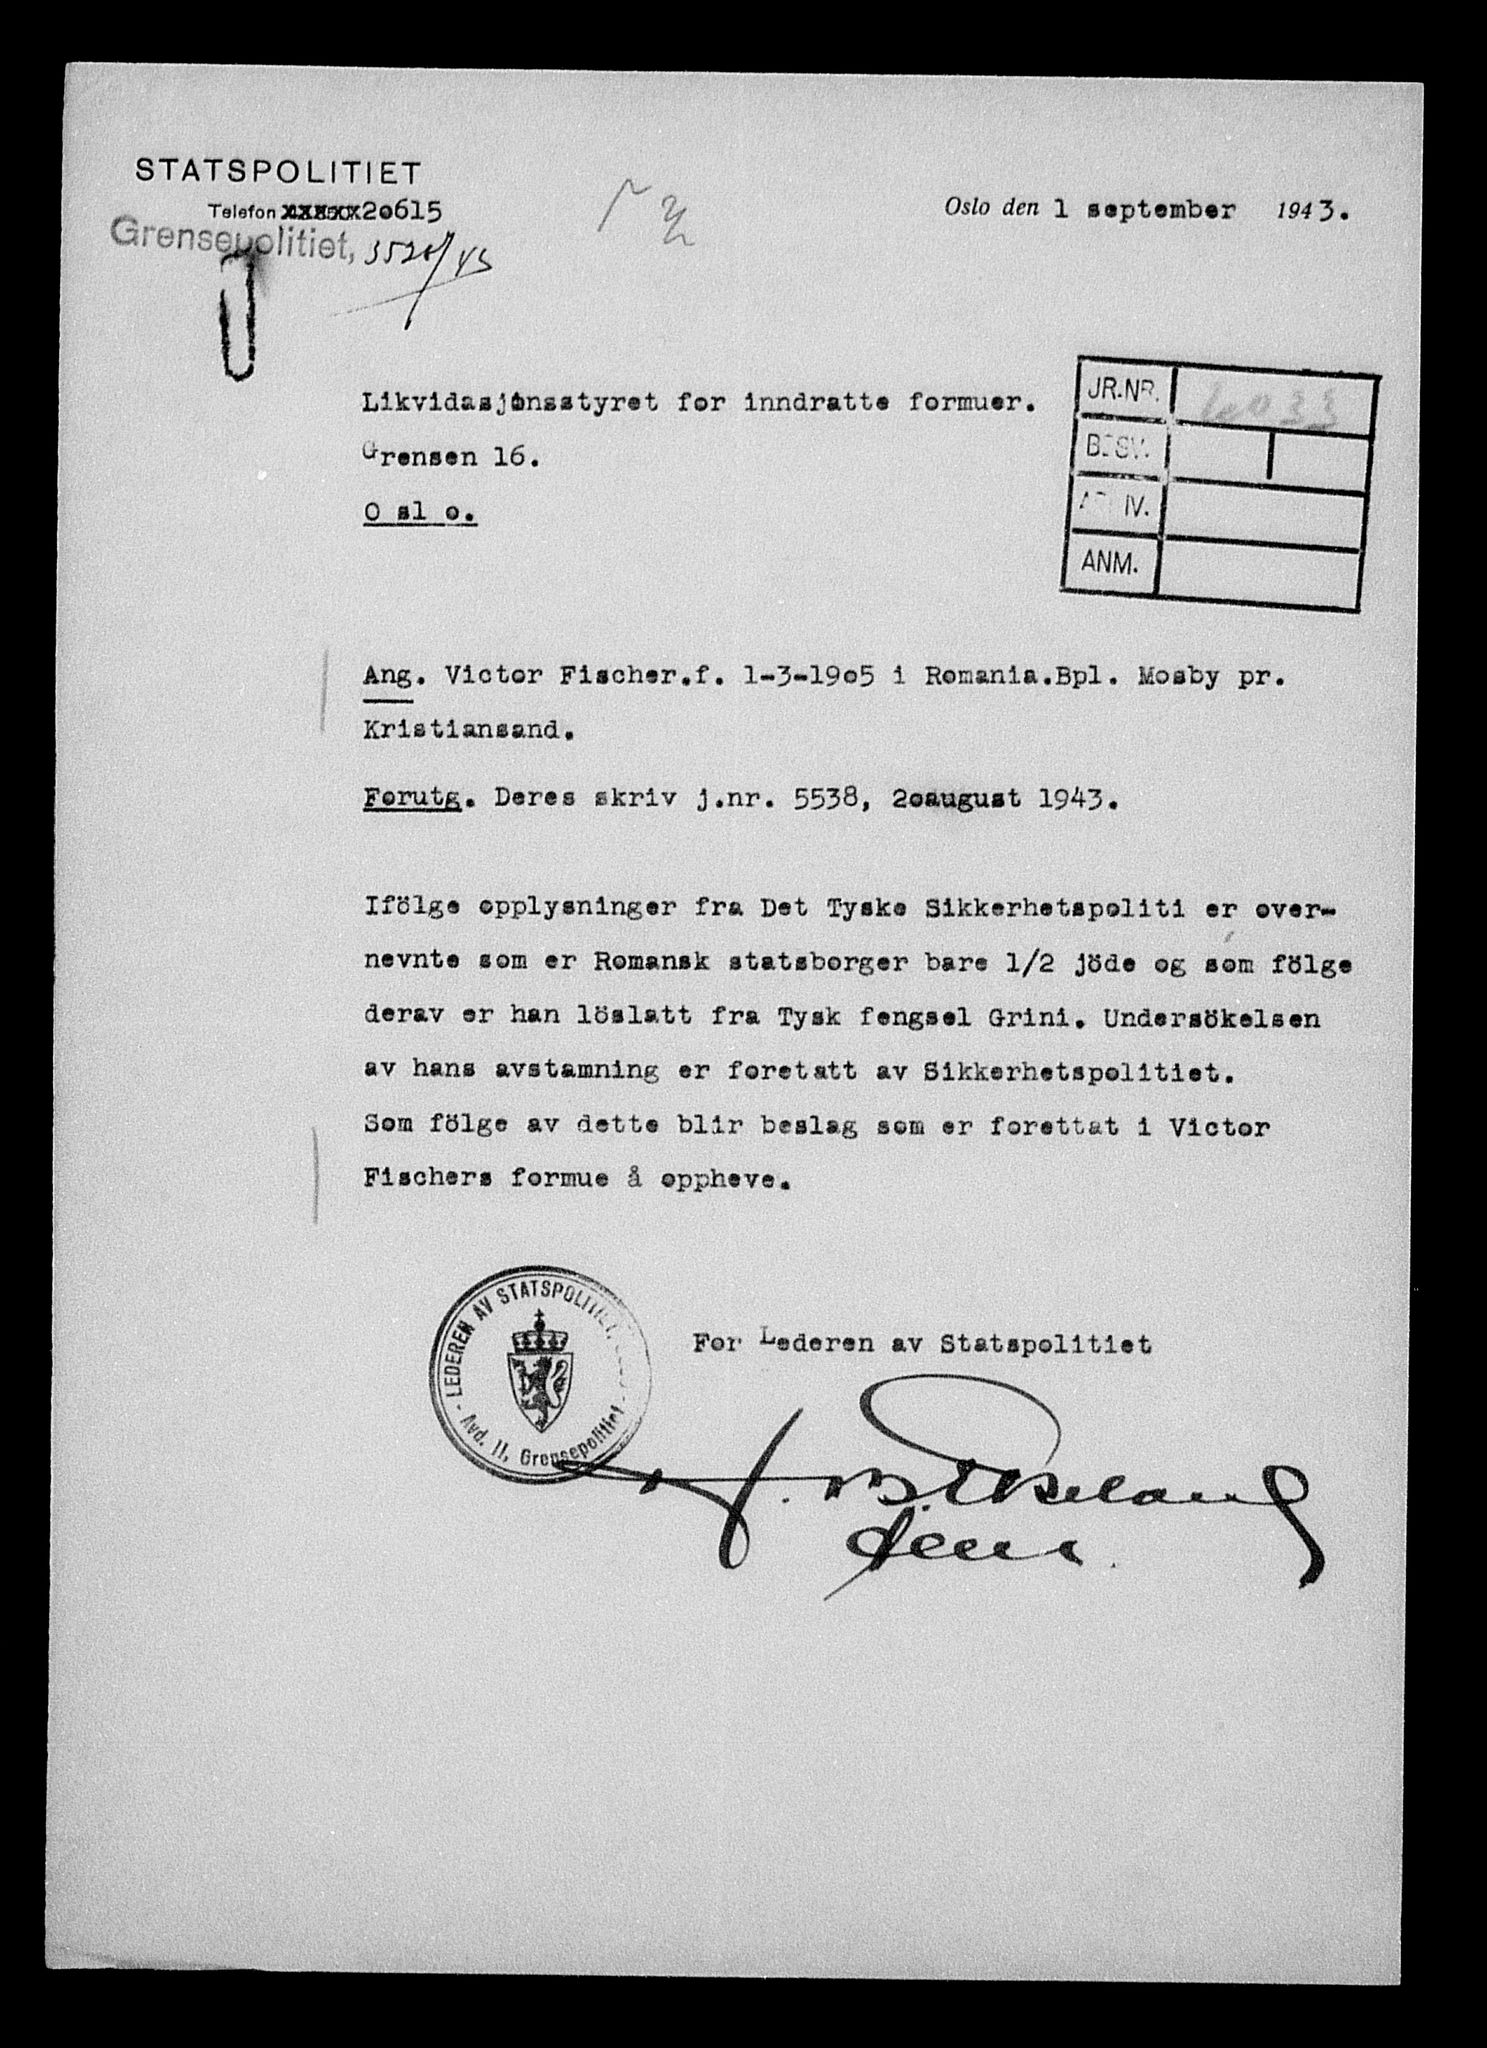 STATSPOLITIET
Telefon 20615
Grensepolitiet, 3528/43
Oslo den 1 september 1943.
JR.NR. 6033
BESV.
ANM.
Likvidasjonsstyret for inndratte formuer.
Grensen 16.
O sl o.
Ang. Victor Fischer.f. 1-3-19o5 i Romania.Bpl. Mosby pr.
Kristiansand.
Forutg. Deres skriv j.nr. 5538, 2oaugust 1943.
Ifölge opplysninger fra Det Tyske Sikkerhetspoliti er over-
nevnte som er Romansk statsborger bare 1/2 jöde og som fölge
derav er han löslatt fra Tysk fengsel Grini. Undersökelsen
av hans avstamning er foretatt av Sikkerhetspolitiet.
Som fölge av dette blir beslag som er forettat i Victor
Fischers formue å oppheve.
For Lederen av Statspolitiet
LEDEREN AV STATSPOLITIET,
- Avd. II, Grensepolitiet -